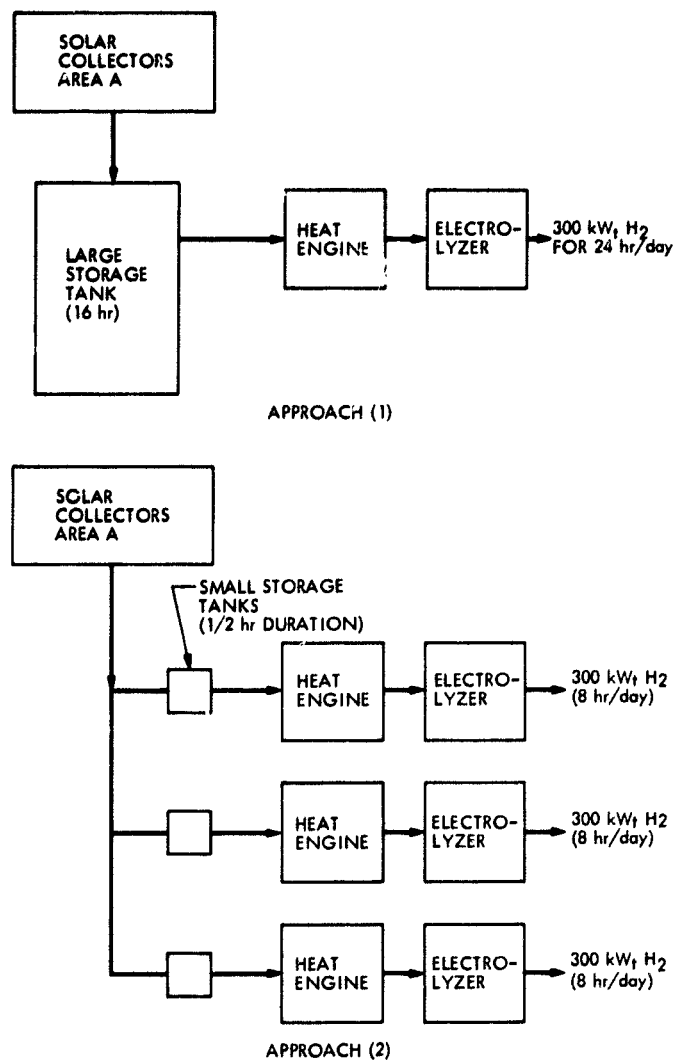 SOLAR
COLLECTORS
AREA A
LARGE
STORAGE
TANK
(16 hr)
HEAT
ENGINE
ELECTRO-
LYZER
300 kWt H2
FOR 24 hr/day
APPROACH (1)
SOLAR
COLLECTORS
AREA A
SMALL STORAGE
TANKS
(1/2 hr DURATION)
HEAT
ENGINE
ELECTRO-
LYZER
300 kWt H2
(8 hr/day)
HEAT
ENGINE
ELECTRO-
LYZER
300 kWt H2
(8 hr/day)
HEAT
ENGINE
ELECTRO-
LYZER
300 kWt H2
(8 hr/day)
APPROACH (2)